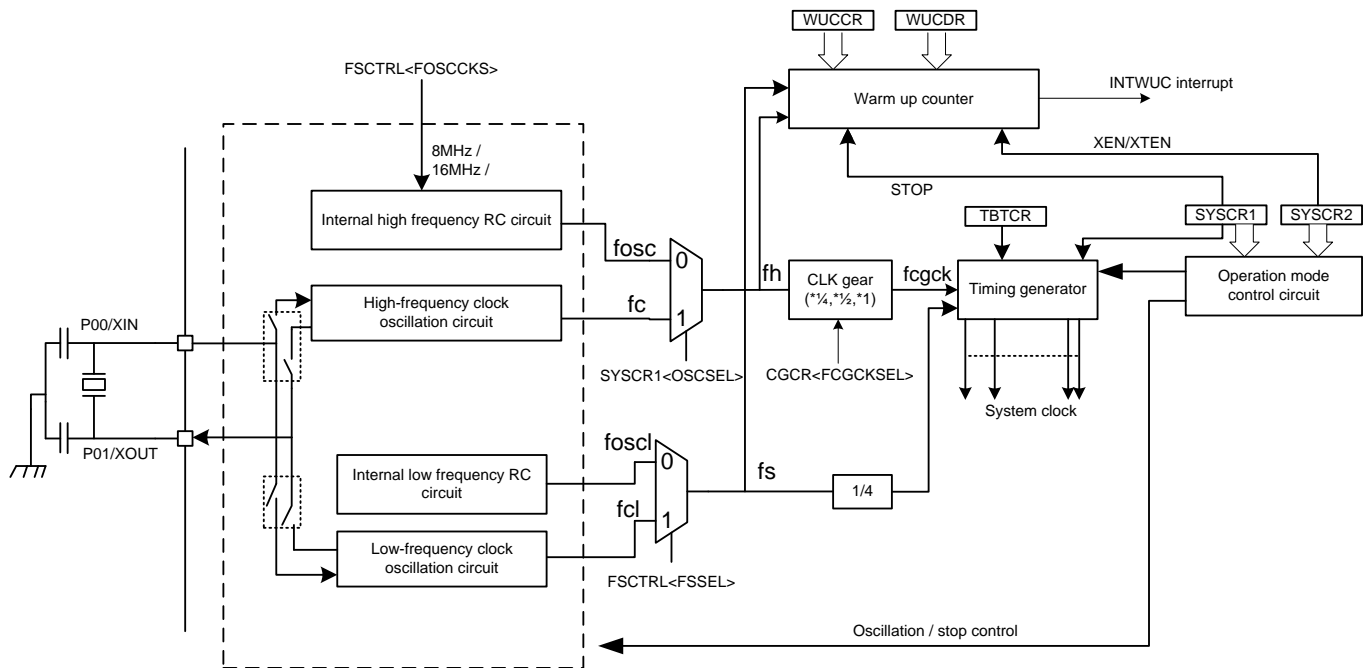 WUCCR
WUCDR
FSCTRL<FOSCCKS>
Warm up counter
INTWUC interrupt
8MHz /
16MHz /
XEN/XTEN
STOP
Internal high frequency RC circuit
TBTCR
SYSCR1
SYSCR2
fosc
0
fh
CLK gear
(*¼,*½,*1)
fcgck
Timing generator
Operation mode
control circuit
High-frequency clock
oscillation circuit
fc
1
P00/XIN
SYSCR1<OSCSEL>
CGCR<FCGCKSEL>
System clock
P01/XOUT
foscl
0
Internal low frequency RC
circuit
fs
1/4
fcl
1
Low-frequency clock
oscillation circuit
FSCTRL<FSSEL>
Oscillation / stop control